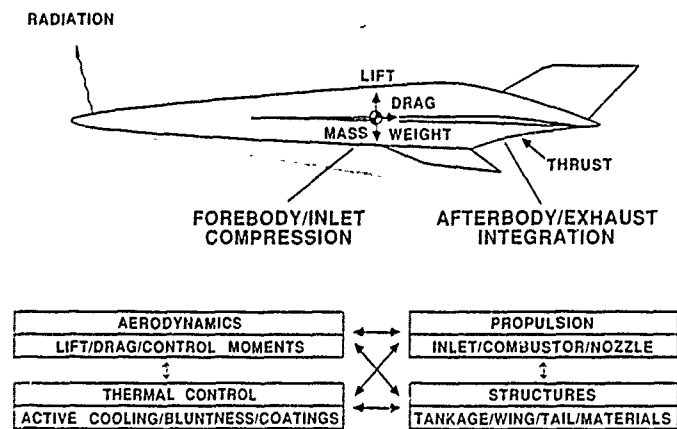 RADIATION
LIFT
DRAG
MASS
WEIGHT
THRUST
FOREBODY/INLET
COMPRESSION
AFTERBODY/EXHAUST
INTEGRATION
AERODYNAMICS
LIFT/DRAG/CONTROL MOMENTS
PROPULSION
INLET/COMBUSTOR/NOZZLE
THERMAL CONTROL
ACTIVE COOLING/BLUNTNESS/COATINGS
STRUCTURES
TANKAGE/WING/TAIL/MATERIALS